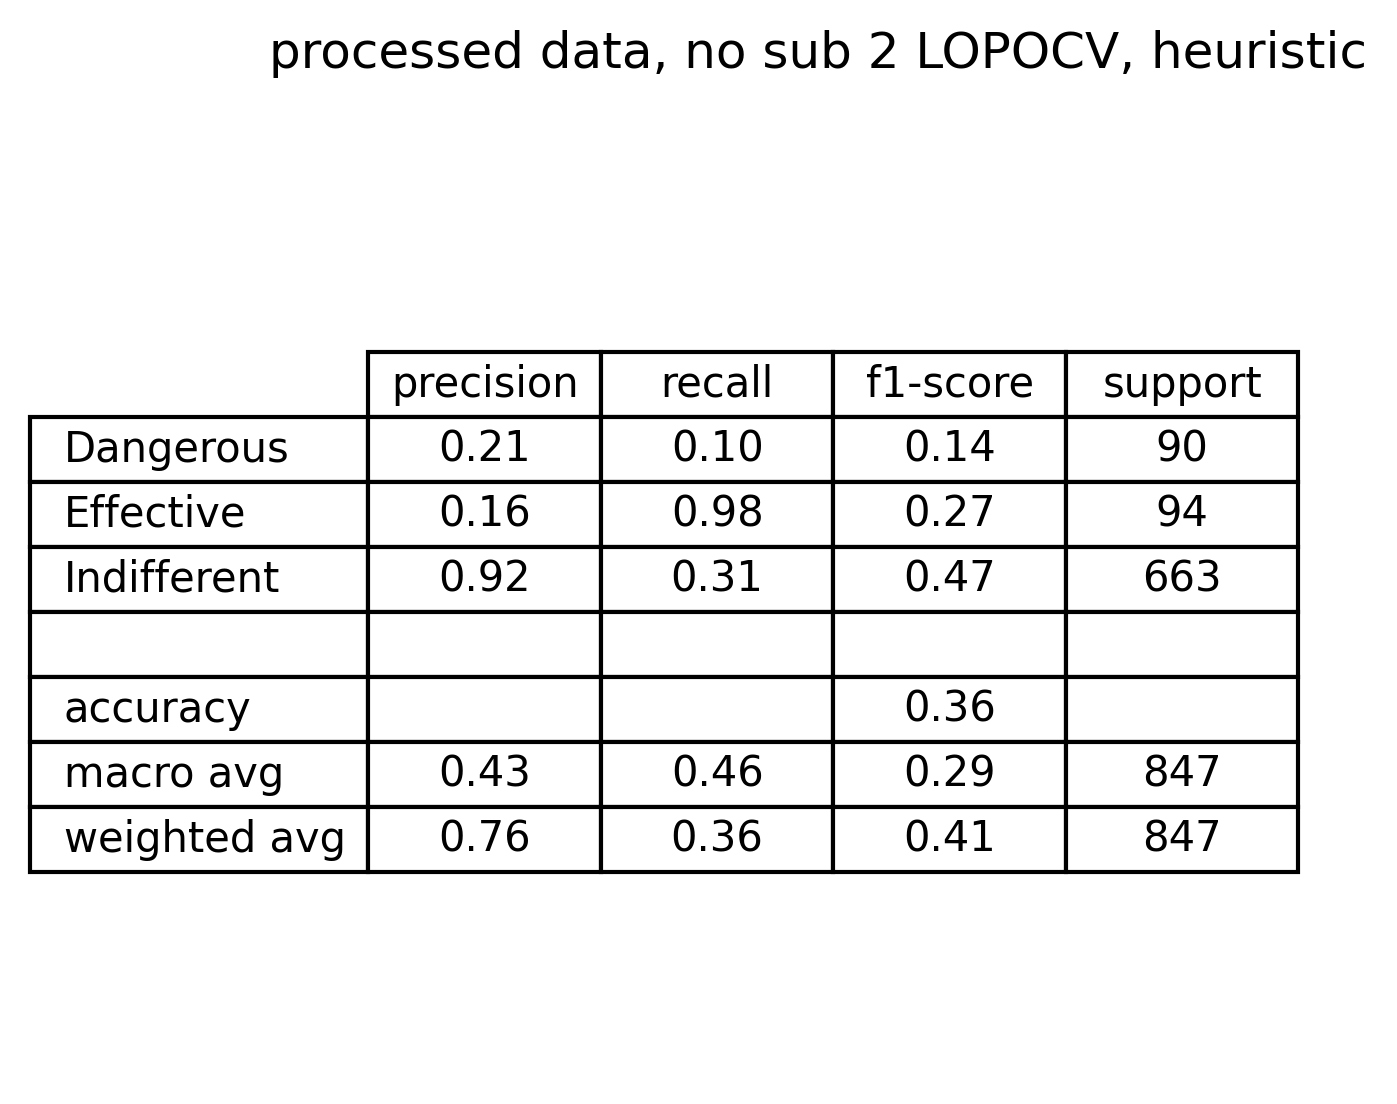 processed data, no sub 2 LOPOCV, heuristic
precision recall f1-score support
Dangerous 0.21 0.10 0.14 90
Effective 0.16 0.98 0.27 94
Indifferent 0.92 0.31 0.47 663
accuracy 0.36
macro avg 0.43 0.46 0.29 847
weighted avg 0.76 0.36 0.41 847